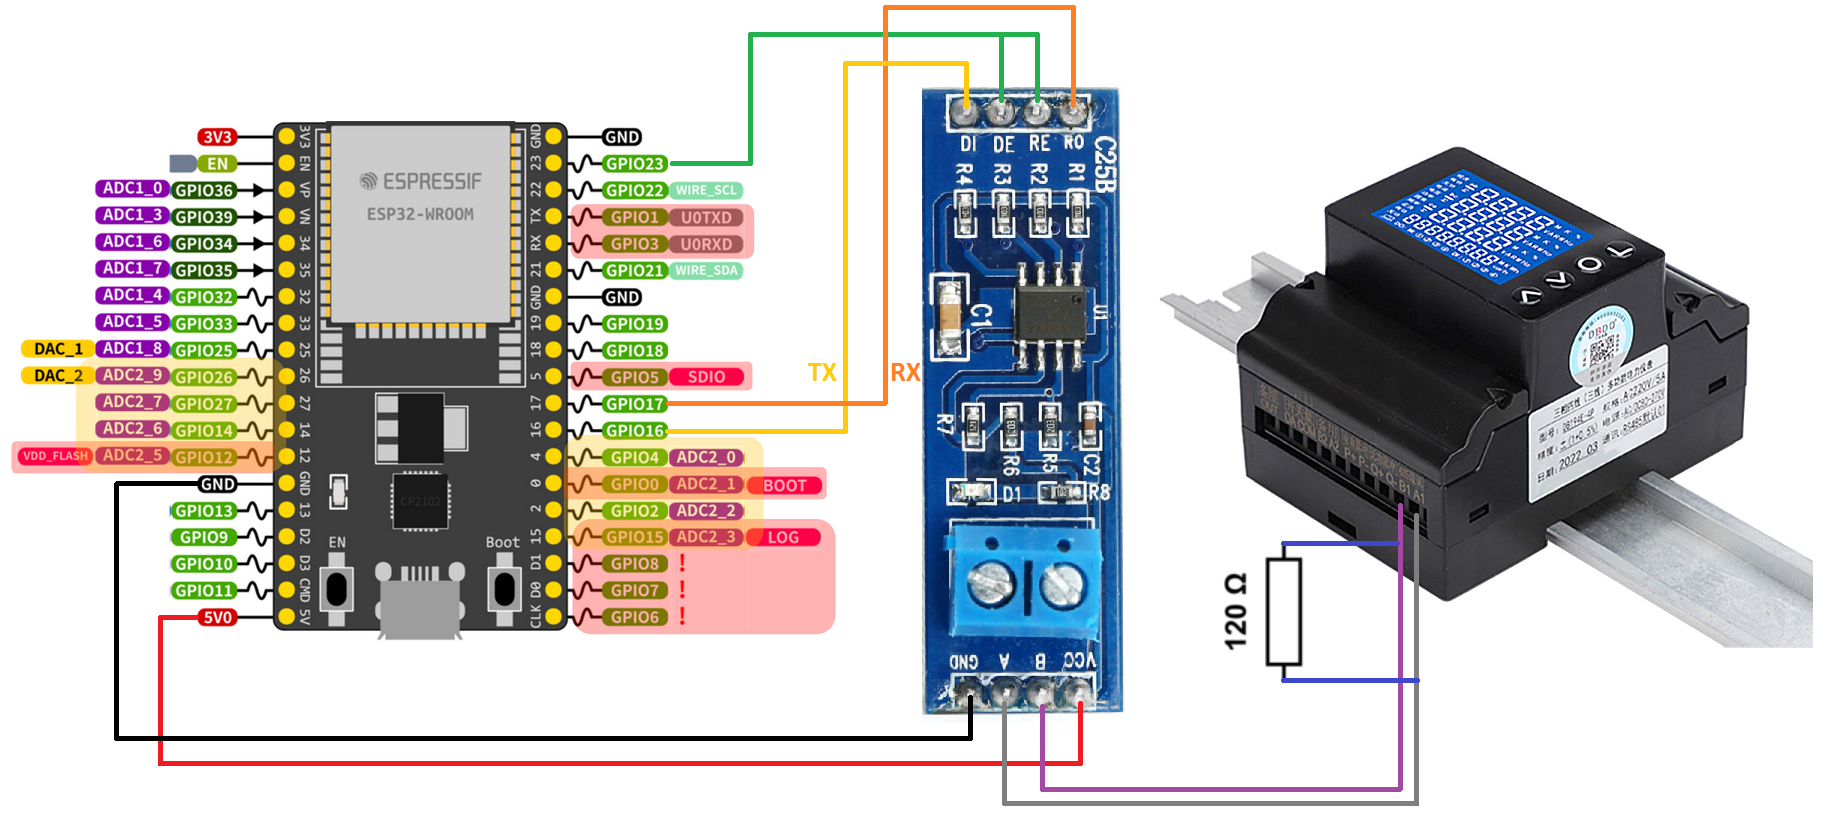 3V3
EN
ADC1_0 GPIO36
ADC1_3 GPIO39
ADC1_6 GPIO34
ADC1_7 GPIO35
ADC1_4 GPIO32
ADC1_5 GPIO33
DAC_1 ADC1_8 GPIO25
DAC_2 ADC2_9 GPIO26
ADC2_7 GPIO27
ADC2_6 GPIO14
VDD_FLASH ADC2_5 GPIO12
GND
GPIO13
GPIO9
GPIO10
GPIO11
5V0
3V3
EN
VP
VN
34
35
32
33
25
26
27
14
12
GND
13
D2
D3
CMD
5V
ESPRESSIF
ESP32-WROOM
CP2102
EN
Boot
GND
23
22
TX
RX
21
GND
19
18
5
17
16
4
0
2
15
D1
D0
CLK
GND
GPIO23
GPIO22 WIRE_SCL
GPIO1 U0TXD
GPIO3 U0RXD
GPIO21 WIRE_SDA
GND
GPIO19
GPIO18
GPIO5 SDIO
GPIO17
GPIO16
GPIO4 ADC2_0
GPIO0 ADC2_1 BOOT
GPIO2 ADC2_2
GPIO15 ADC2_3 LOG
GPIO8 !
GPIO7 !
GPIO6 !
TX
RX
DI DE RE RO
C25B
R4 R3 R2 R1
C1
U1
R7
R6 R5 C2
D1
R8
GND A B VCC
120 Ω
DBDQ
2022.03